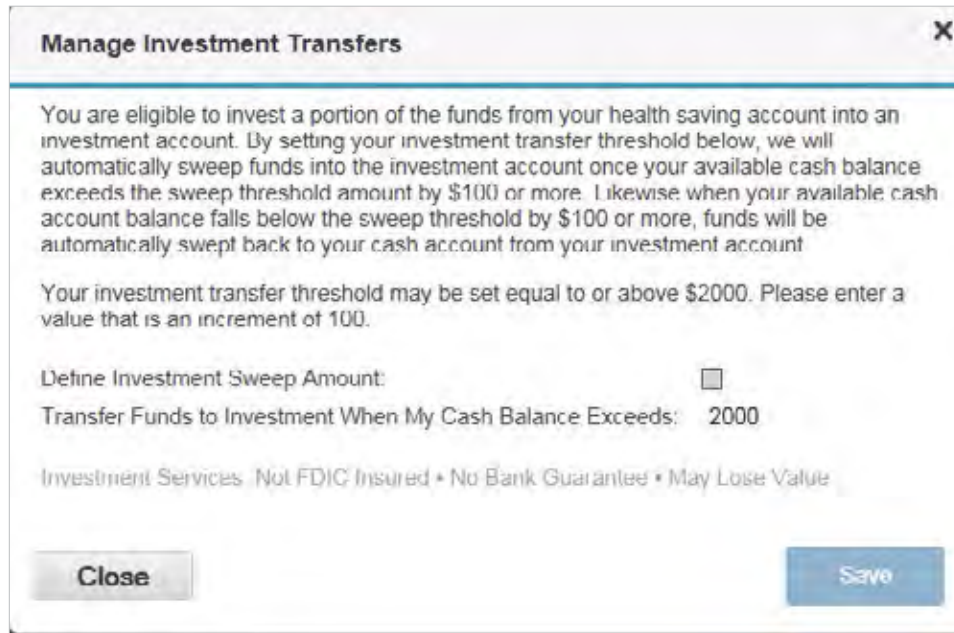 Manage Investment Transfers
×
You are eligible to invest a portion of the funds from your health saving account into an
investment account. By setting your investment transfer threshold below, we will
automatically sweep funds into the investment account once your available cash balance
exceeds the sweep threshold amount by $100 or more. Likewise when your available cash
account balance falls below the sweep threshold by $100 or more, funds will be
automatically swept back to your cash account from your investment account
Your investment transfer threshold may be set equal to or above $2000. Please enter a
value that is an increment of 100.
Define Investment Sweep Amount:
Transfer Funds to Investment When My Cash Balance Exceeds: 2000
Investment Services Not FDIC Insured • No Bank Guarantee • May Lose Value
Close
Save